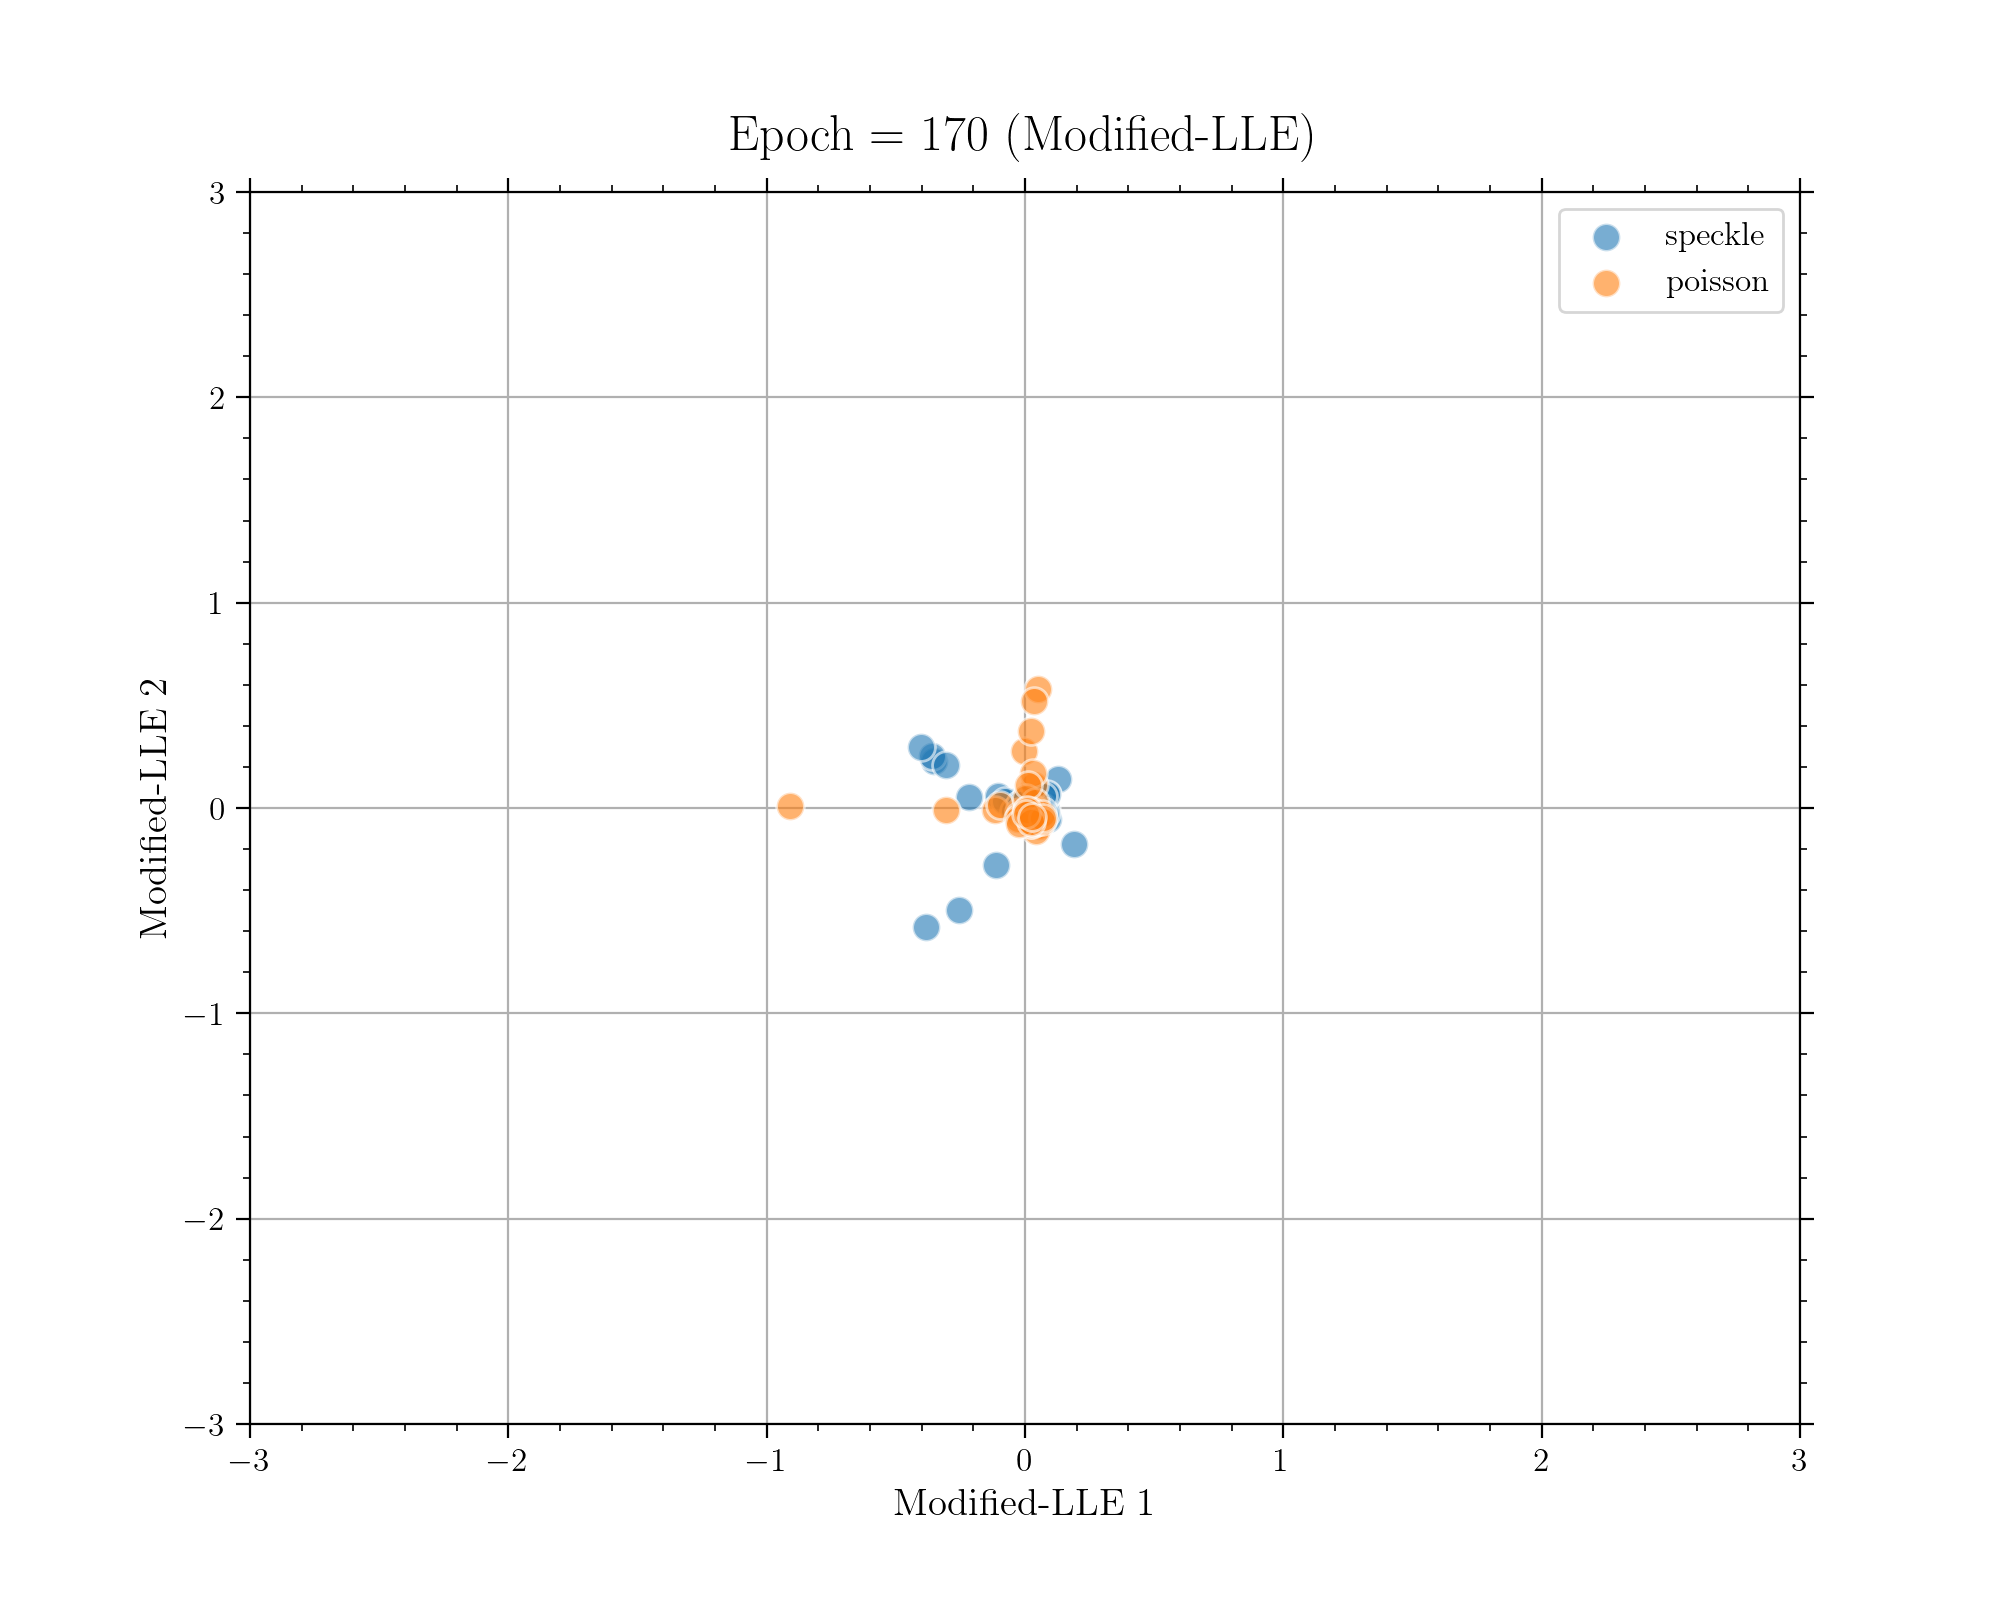 Epoch = 170 (Modified-LLE)
speckle
poisson
3
2
1
0
−1
−2
−3
Modified-LLE 2
−3
−2
−1
0
1
2
3
Modified-LLE 1